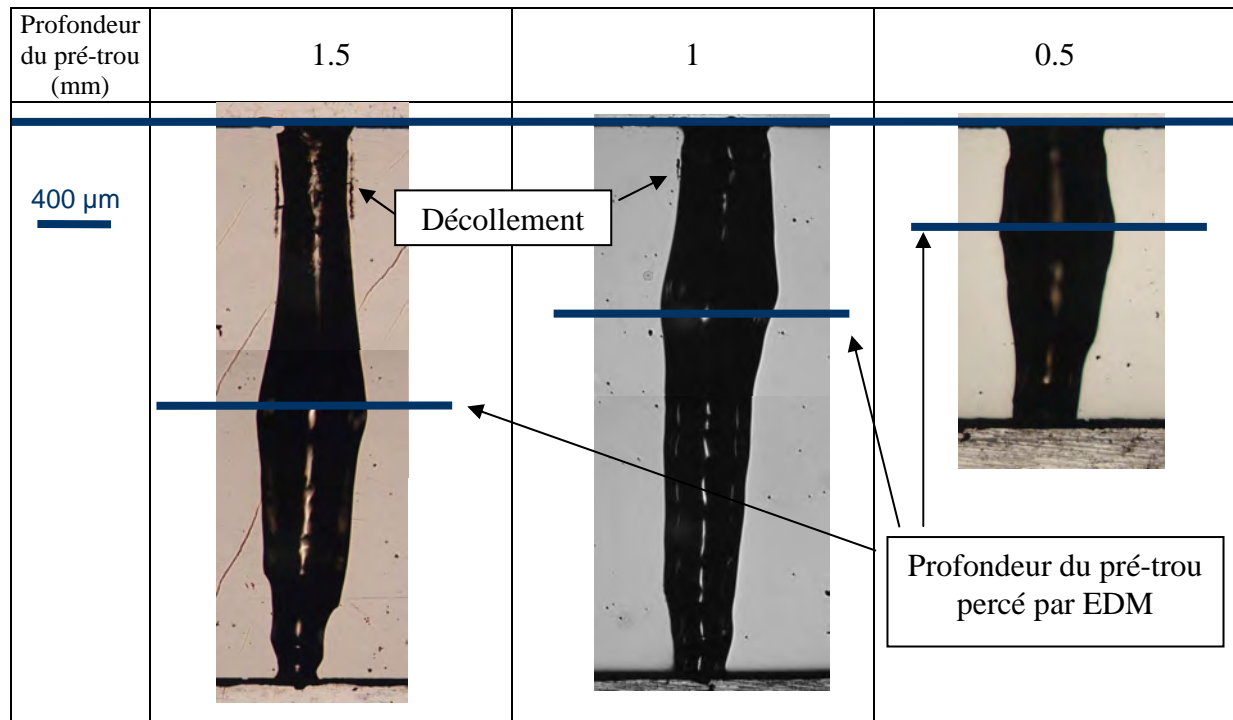 Profondeur
du pré-trou
(mm)
1.5
1
0.5
400 µm
Décollement
Profondeur du pré-trou
percé par EDM